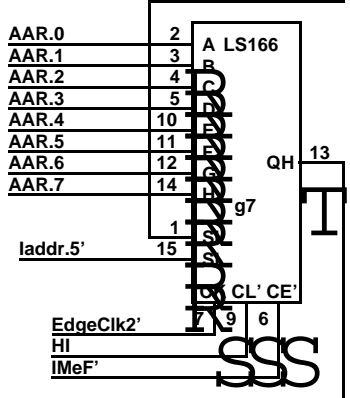 AAR.0 2 A LS166
AAR.1 3 B
AAR.2 4 C
AAR.3 5 D
AAR.4 10 E
AAR.5 11 F
AAR.6 12 G QH 13
AAR.7 14 H
g7
1 S
Iaddr.5' 15 S
CL' CE'
EdgeClk2' 7 9 6
HI
IMeF'
SSS